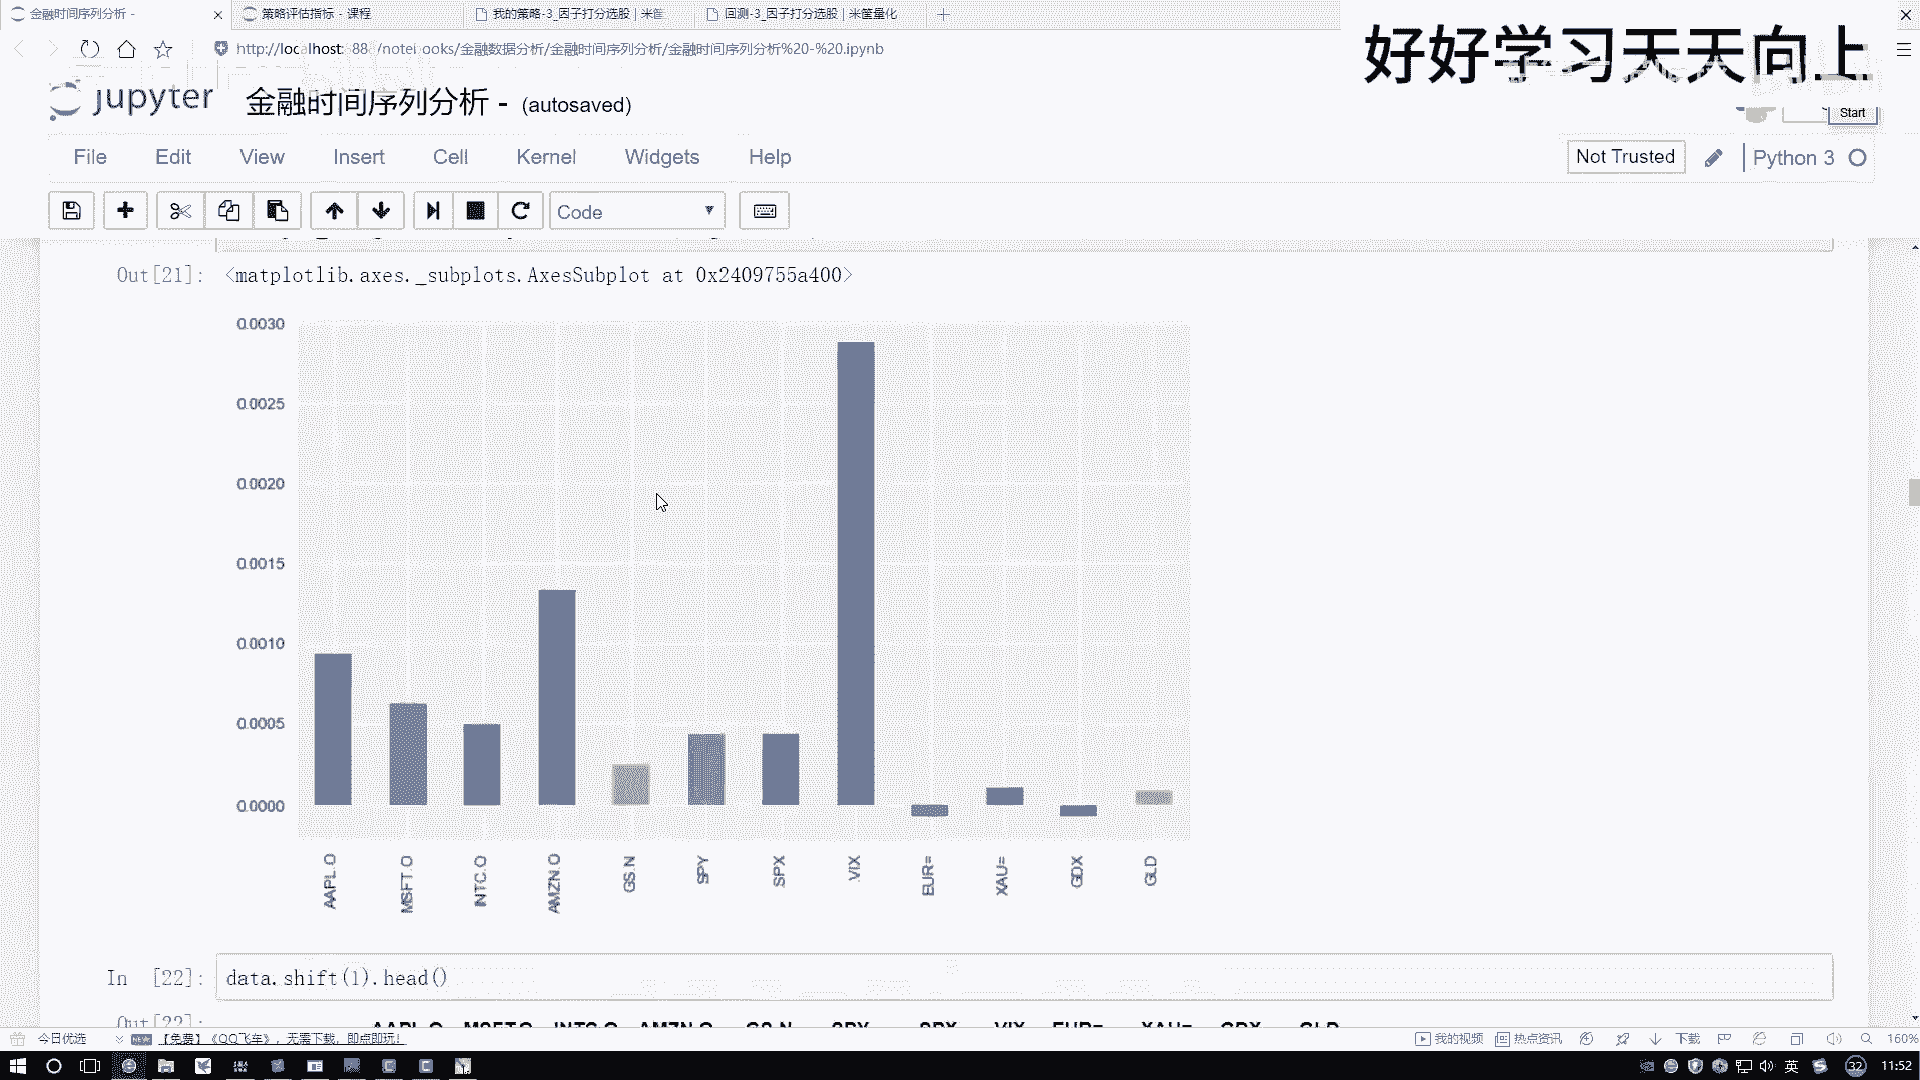 金融时间序列分析 -
策略评估指标 - 课程
我的策略-3_因子打分选股 | 米筐
回测-3_因子打分选股 | 米筐量化
金融数据分析/金融时间序列分析/金融时间序列分析%20-%20.ipynb
好好学习天天向上
jupyter
金融时间序列分析 - (autosaved)
Start
File Edit View Insert Cell Kernel Widgets Help
Not Trusted
Python 3
Code
Out[21]: <matplotlib.axes._subplots.AxesSubplot at 0x2409755a400>
0.0030
0.0025
0.0020
0.0015
0.0010
0.0005
0.0000
AAPL.O MSFT.O INTC.O AMZN.O GS.N SPY .SPX .VIX EUR= XAU= GDX GLD
In [22]: data.shift(1).head()
Out[22]: AAPL.O MSFT.O INTC.O AMZN.O GS.N SPY .SPX .VIX EUR= XAU= GDX GLD
今日优选
NEW 【免费】《QQ飞车》，无需下载，即点即玩！
我的视频 热点资讯 下载 160%
英 32 11:52